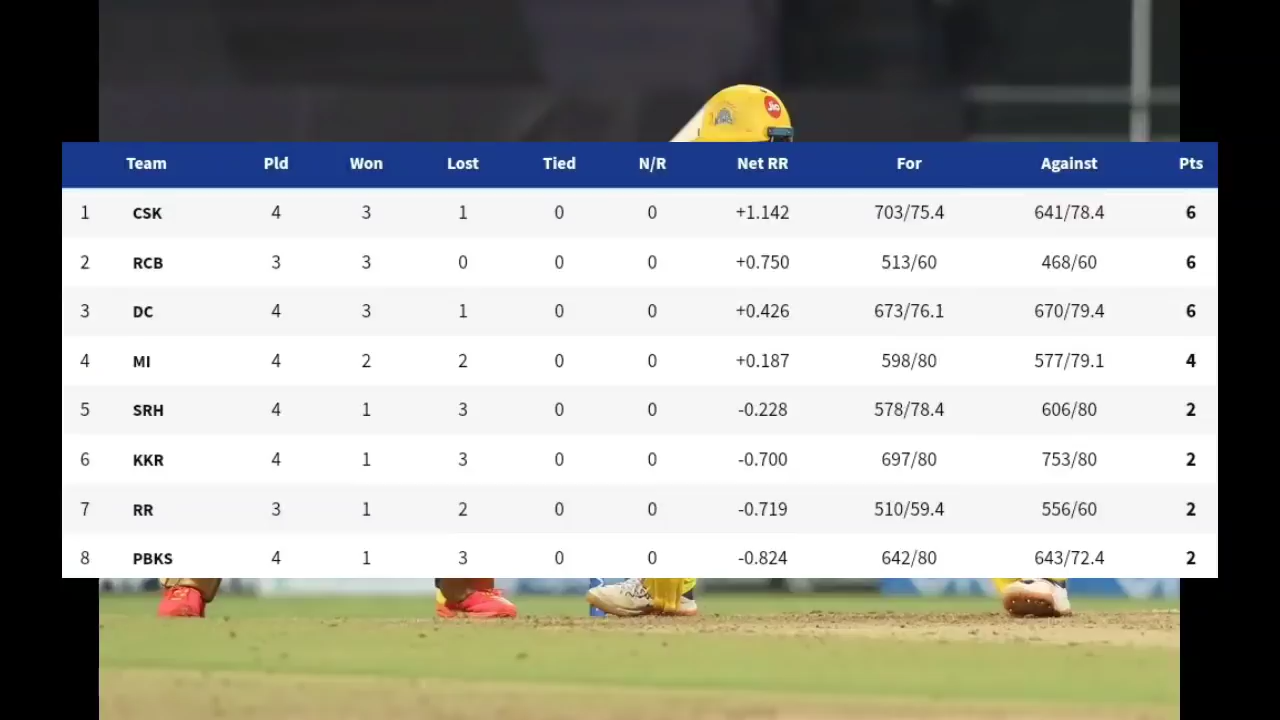 Jio
Team Pld Won Lost Tied N/R Net RR For Against Pts
1 CSK 4 3 1 0 0 +1.142 703/75.4 641/78.4 6
2 RCB 3 3 0 0 0 +0.750 513/60 468/60 6
3 DC 4 3 1 0 0 +0.426 673/76.1 670/79.4 6
4 MI 4 2 2 0 0 +0.187 598/80 577/79.1 4
5 SRH 4 1 3 0 0 -0.228 578/78.4 606/80 2
6 KKR 4 1 3 0 0 -0.700 697/80 753/80 2
7 RR 3 1 2 0 0 -0.719 510/59.4 556/60 2
8 PBKS 4 1 3 0 0 -0.824 642/80 643/72.4 2